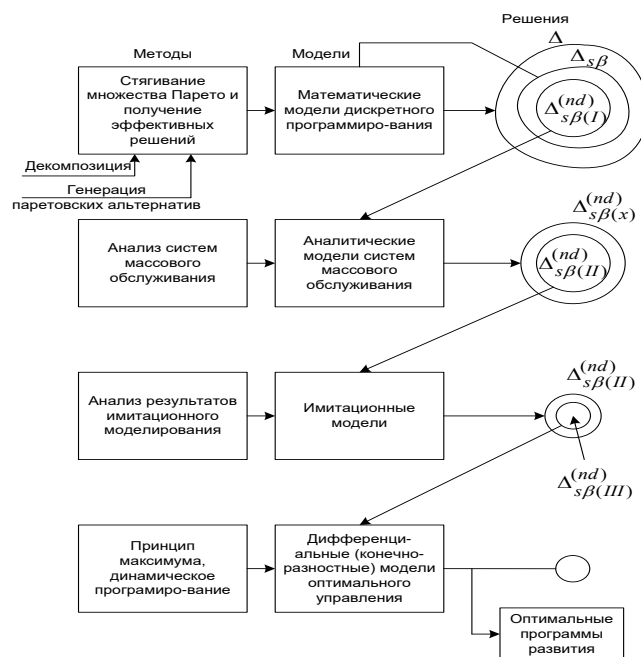 Решения
Методы
Модели
Δ
Δ_{sβ}
Стягивание
множества Парето и
получение
эффективных
решений
Математические
модели дискретного
программиро-вания
Δ^{(nd)}_{sβ(I)}
Декомпозиция
Генерация
паретовских альтернатив
Анализ систем
массового
обслуживания
Аналитические
модели систем
массового
обслуживания
Δ^{(nd)}_{sβ(x)}
Δ^{(nd)}_{sβ(II)}
Анализ результатов
имитационного
моделирования
Имитационные
модели
Δ^{(nd)}_{sβ(II)}
Δ^{(nd)}_{sβ(III)}
Принцип
максимума,
динамическое
програмиро-вание
Дифференци-
альные (конечно-
разностные) модели
оптимального
управления
Оптимальные
программы
развития